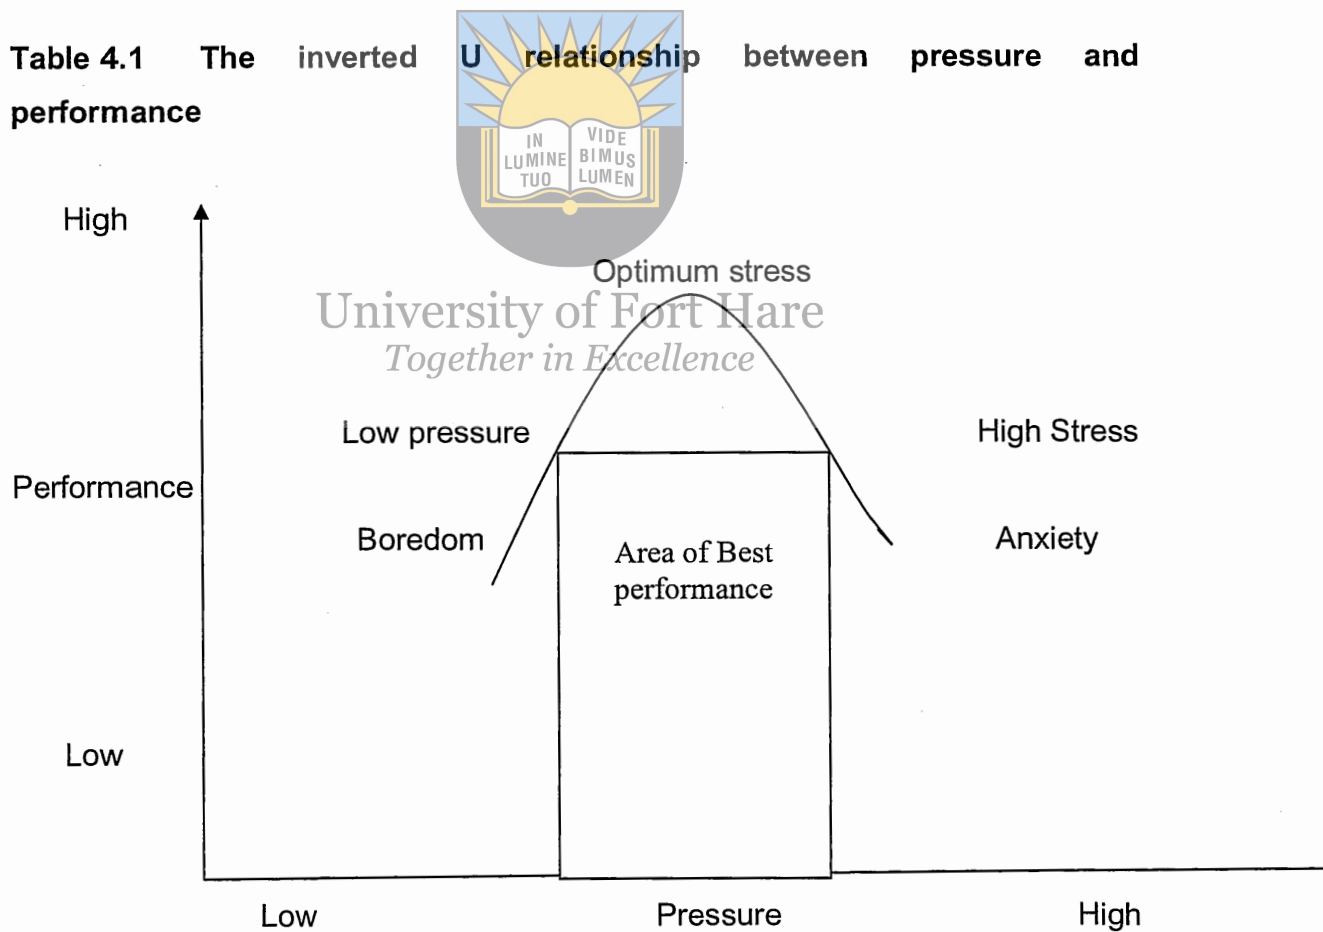 Table 4.1 The inverted U relationship between pressure and
performance
IN
LUMINE
TUO
VIDE
BIMUS
LUMEN
High
Optimum stress
University of Fort Hare
Together in Excellence
Low pressure
High Stress
Performance
Boredom
Anxiety
Area of Best
performance
Low
Low
Pressure
High